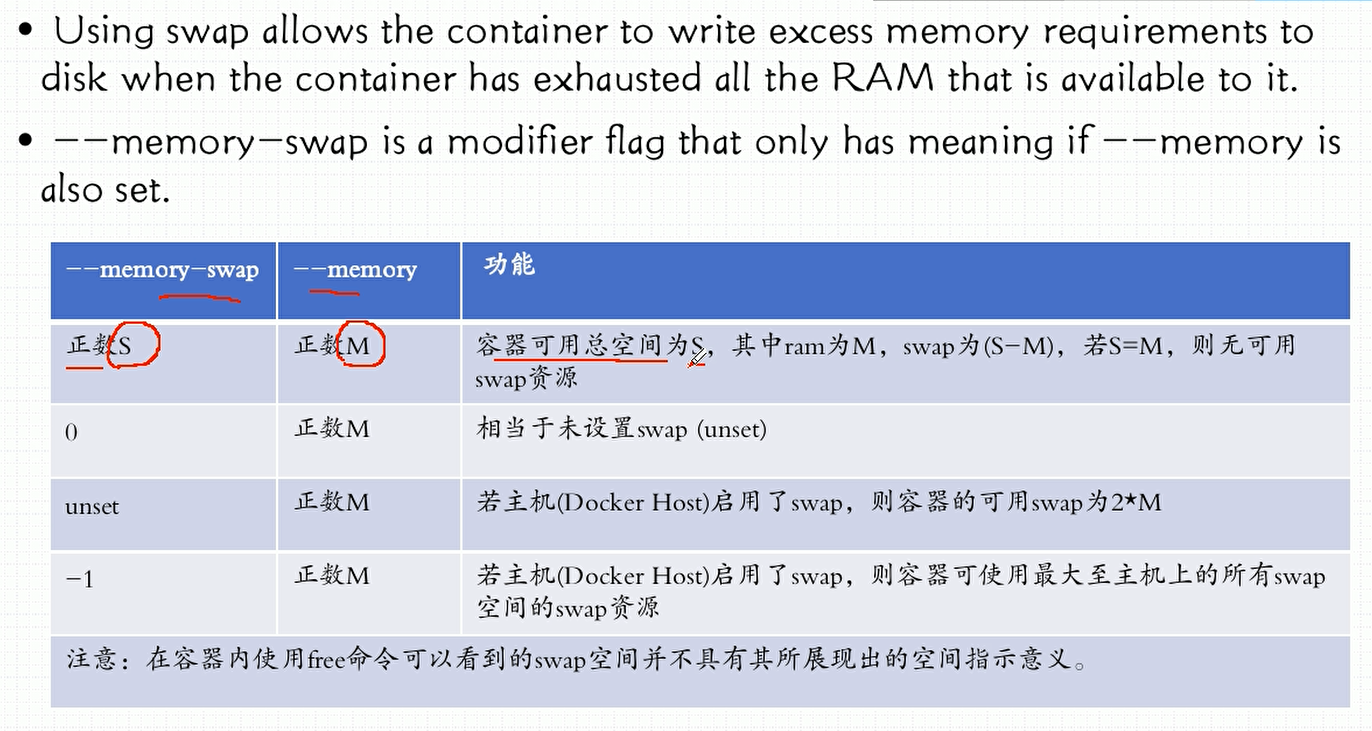 • Using swap allows the container to write excess memory requirements to
disk when the container has exhausted all the RAM that is available to it.
• --memory-swap is a modifier flag that only has meaning if --memory is
also set.
--memory-swap
--memory
功能
正数S
正数M
容器可用总空间为S，其中ram为M，swap为(S-M)，若S=M，则无可用
swap资源
0
正数M
相当于未设置swap (unset)
unset
正数M
若主机(Docker Host)启用了swap，则容器的可用swap为2*M
-1
正数M
若主机(Docker Host)启用了swap，则容器可使用最大至主机上的所有swap
空间的swap资源
注意：在容器内使用free命令可以看到的swap空间并不具有其所展现出的空间指示意义。